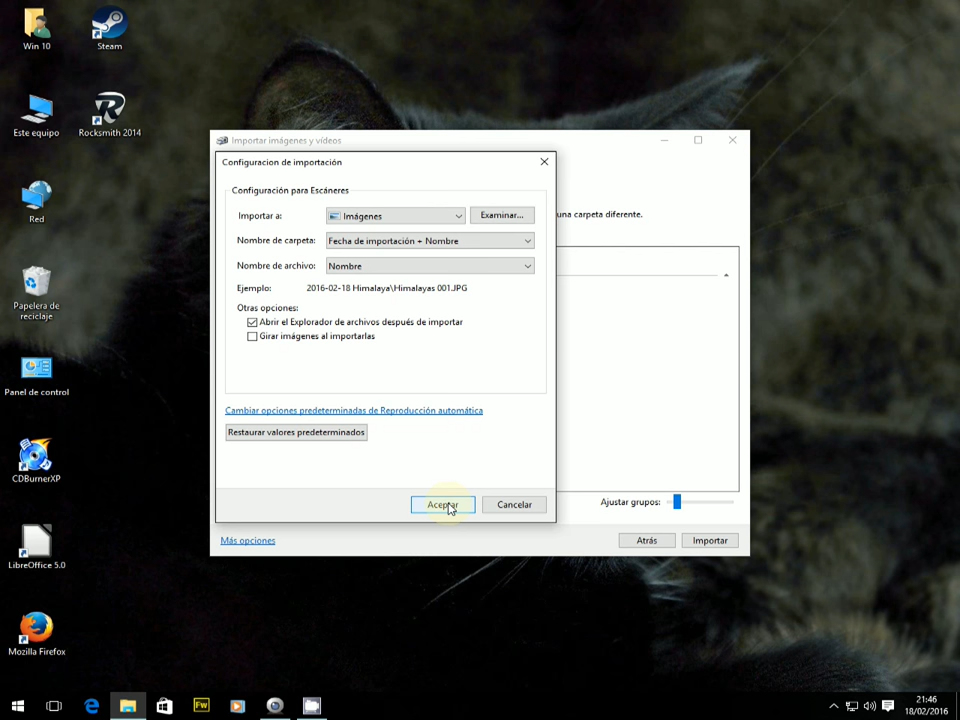 Win 10
Steam
Este equipo
Rocksmith 2014
Red
Papelera de
reciclaje
Panel de control
CDBurnerXP
LibreOffice 5.0
Mozilla Firefox
Importar imágenes y vídeos
Configuracion de importación
Configuración para Escáneres
Importar a:
Imágenes
Examinar...
una carpeta diferente.
Nombre de carpeta:
Fecha de importación + Nombre
Nombre de archivo:
Nombre
Ejemplo:
2016-02-18 Himalaya\Himalayas 001.JPG
Otras opciones:
Abrir el Explorador de archivos después de importar
Girar imágenes al importarlas
Cambiar opciones predeterminadas de Reproducción automática
Restaurar valores predeterminados
Aceptar
Cancelar
Ajustar grupos:
Más opciones
Atrás
Importar
Fw
21:46
18/02/2016